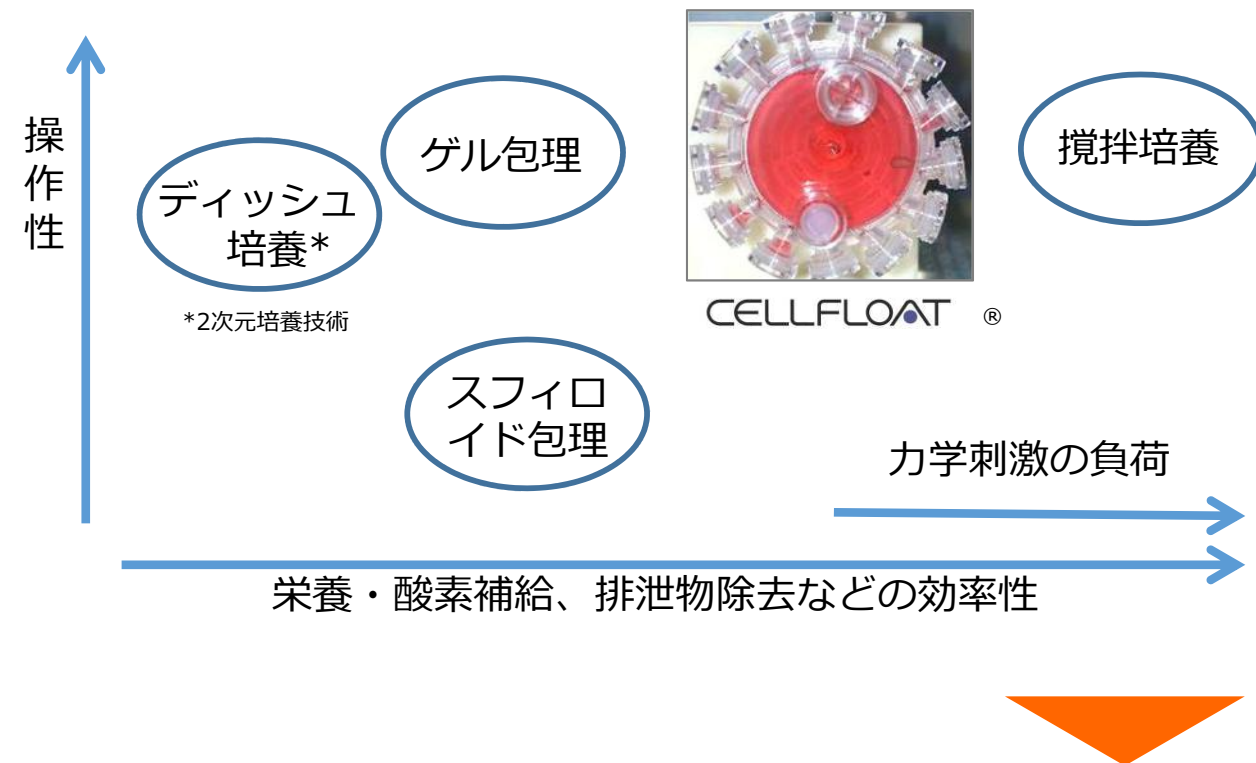 操作性
ゲル包理
ディッシュ
培養*
*2次元培養技術
CELLFLOAT ®
撹拌培養
スフィロ
イド包理
力学刺激の負荷
栄養・酸素補給、排泄物除去などの効率性